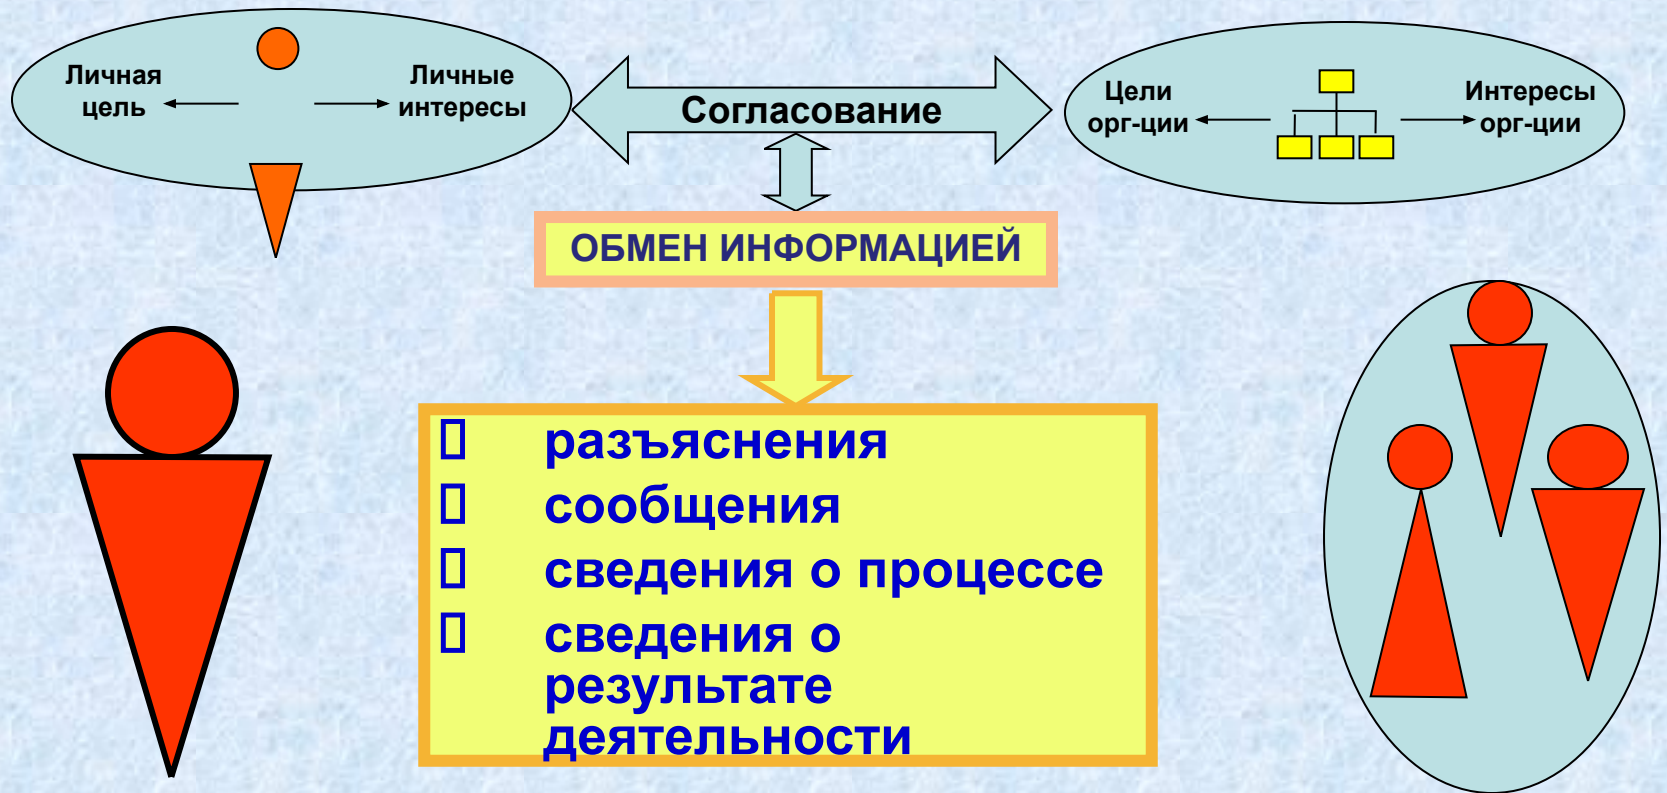 Личная
цель
Личные
интересы
Согласование
Цели
орг-ции
Интересы
орг-ции
ОБМЕН ИНФОРМАЦИЕЙ
разъяснения
сообщения
сведения о процессе
сведения о
результате
деятельности